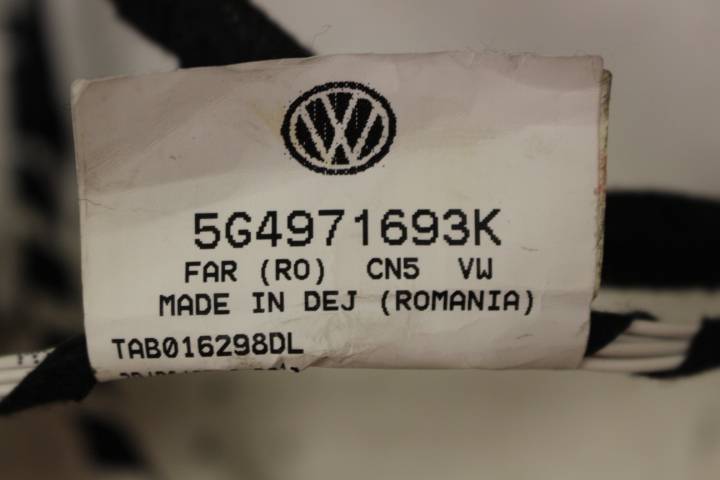 VW
5G4971693K
FAR (RO) CN5 VW
MADE IN DEJ (ROMANIA)
TAB016298DL